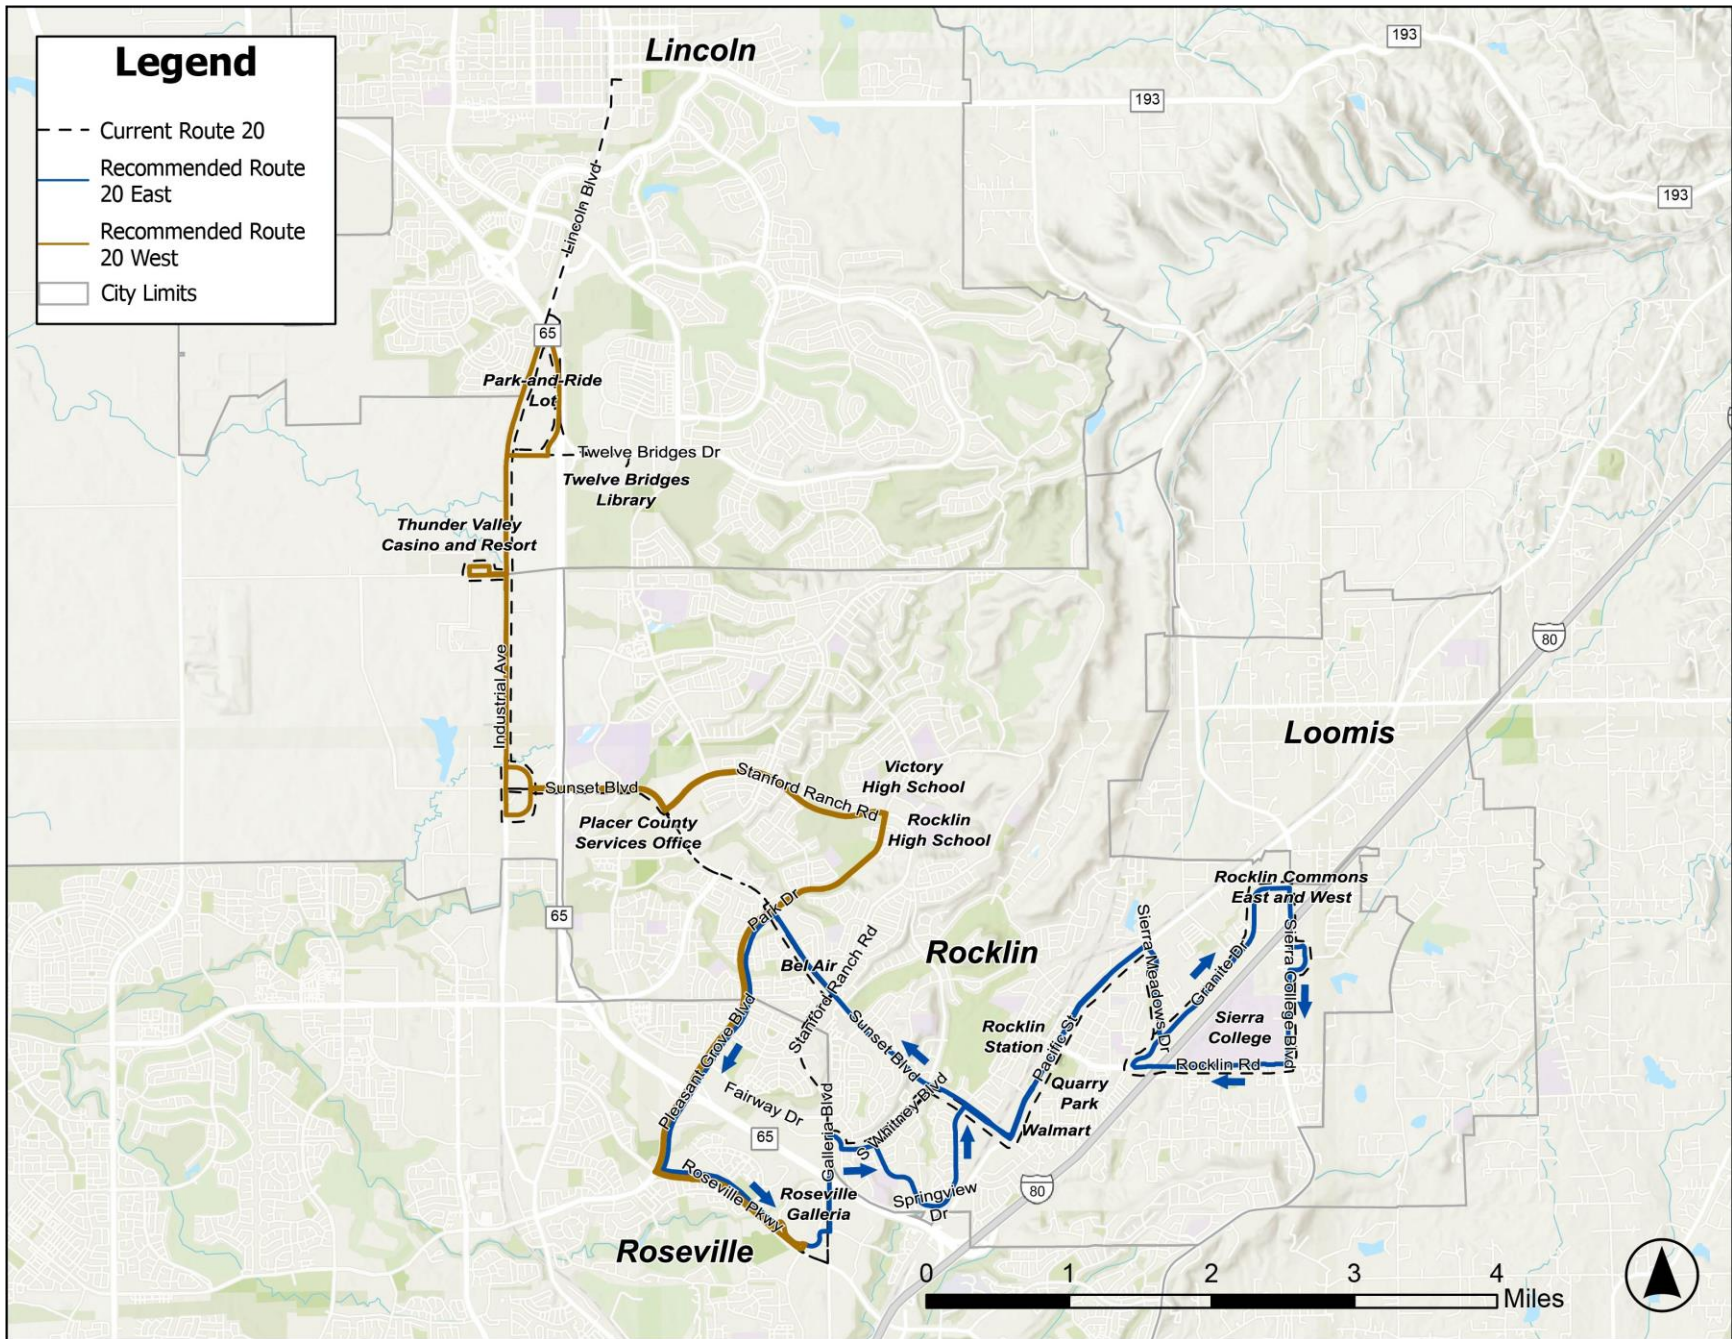 Legend
Current Route 20
Recommended Route
20 East
Recommended Route
20 West
City Limits
Lincoln
193
193
193
Lincoln Blvd
65
Park-and-Ride
Lot
Twelve Bridges Dr
Twelve Bridges
Library
Thunder Valley
Casino and Resort
80
Industrial Ave
Loomis
Sunset Blvd
Stanford Ranch Rd
Victory
High School
Placer County
Services Office
Rocklin
High School
Rocklin Commons
East and West
65
Park Dr
Stanford Ranch Rd
Rocklin
Sierra Meadows Dr
Granite Dr
Sierra College Blvd
Bel Air
Pleasant Grove Blvd
Sunset Blvd
Rocklin
Station
Pacific St
Sierra
College
Rocklin Rd
Fairway Dr
Galleria Blvd
S Whitney Blvd
Quarry
Park
Walmart
65
Roseville Pkwy
Roseville
Galleria
Springview
Dr
80
Roseville
0 1 2 3 4
Miles